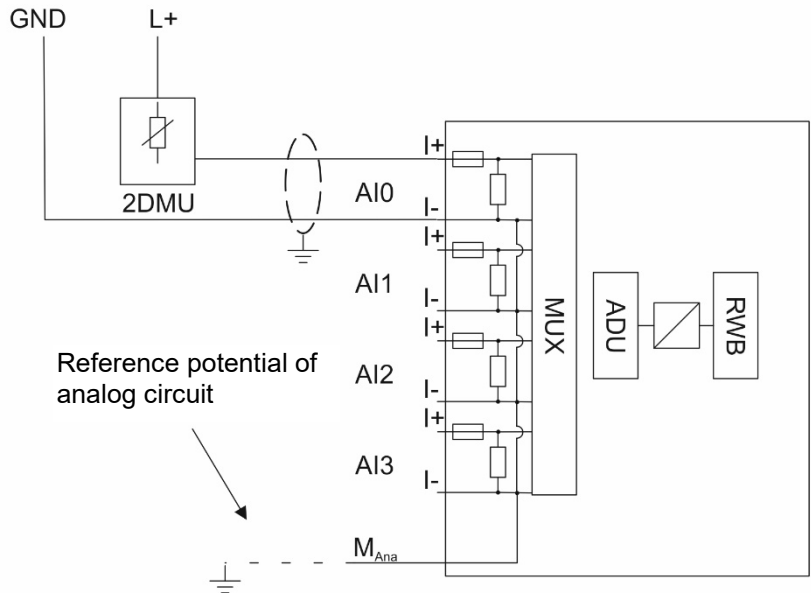 GND L+
2DMU
I+
AI0
I-
I+
AI1
I-
I+
AI2
I-
I+
AI3
I-
MUX
ADU
RWB
Reference potential of
analog circuit
MAna